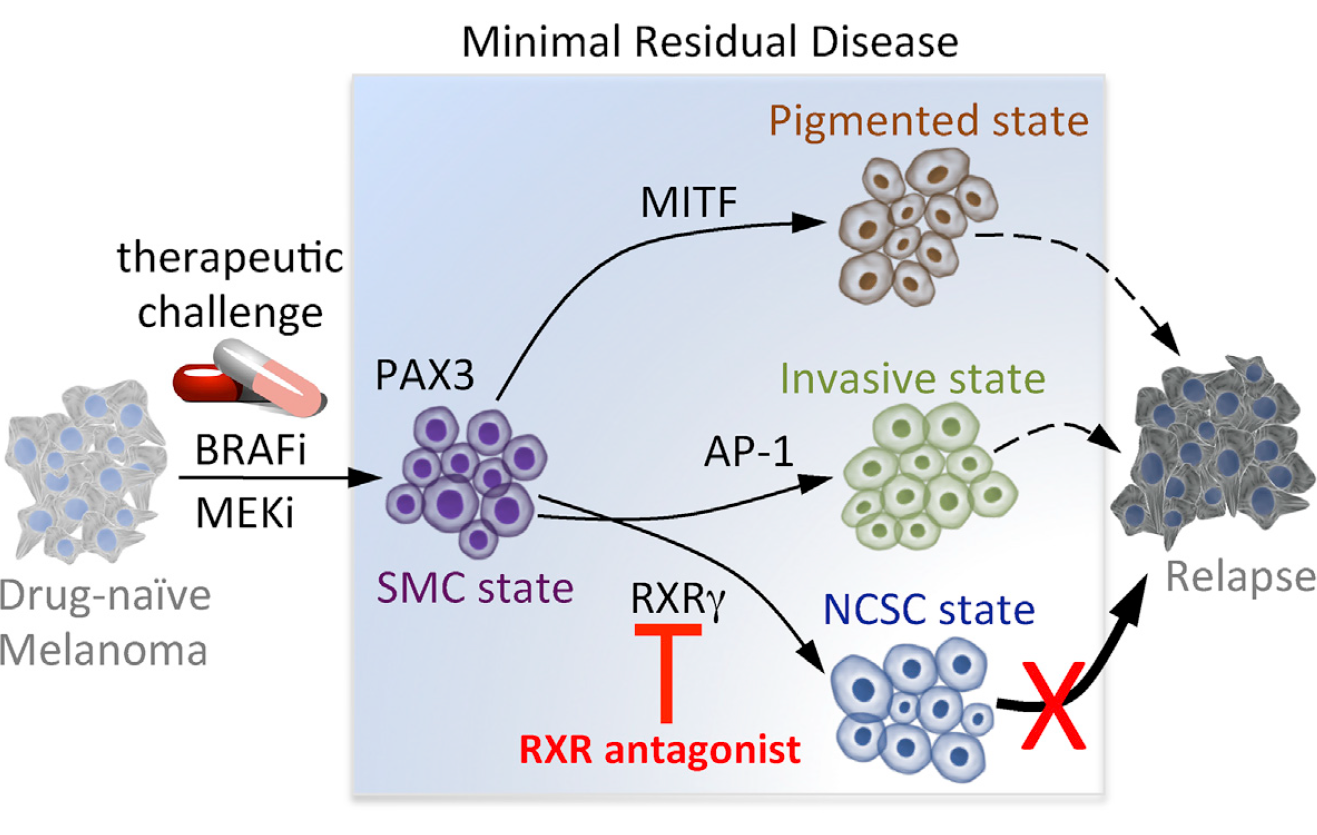 Minimal Residual Disease
Pigmented state
MITF
therapeutic
challenge
PAX3
Invasive state
BRAFi
AP-1
MEKi
SMC state
Drug-naïve
Melanoma
RXRγ
NCSC state
Relapse
X
RXR antagonist